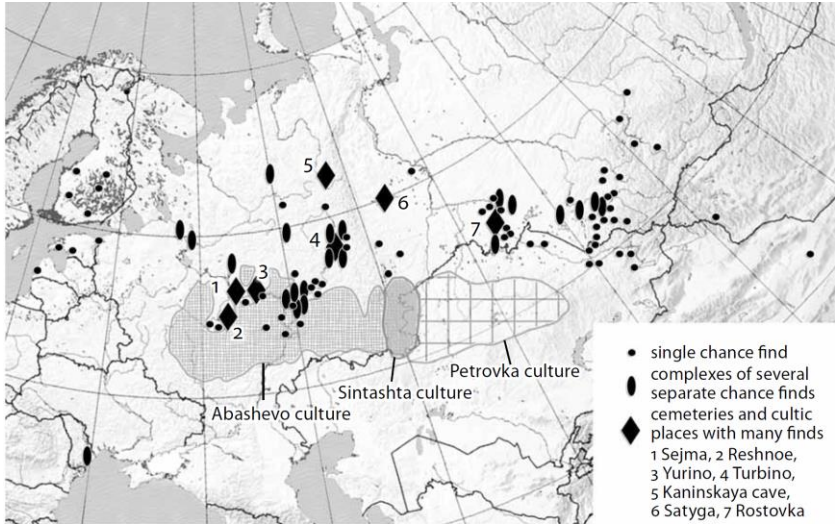 5
6
7
4
1
3
2
Petrovka culture
Sintashta culture
Abashevo culture
single chance find
complexes of several
separate chance finds
cemeteries and cultic
places with many finds
1 Sejma, 2 Reshnoe,
3 Yurino, 4 Turbino,
5 Kaninskaya cave,
6 Satyga, 7 Rostovka